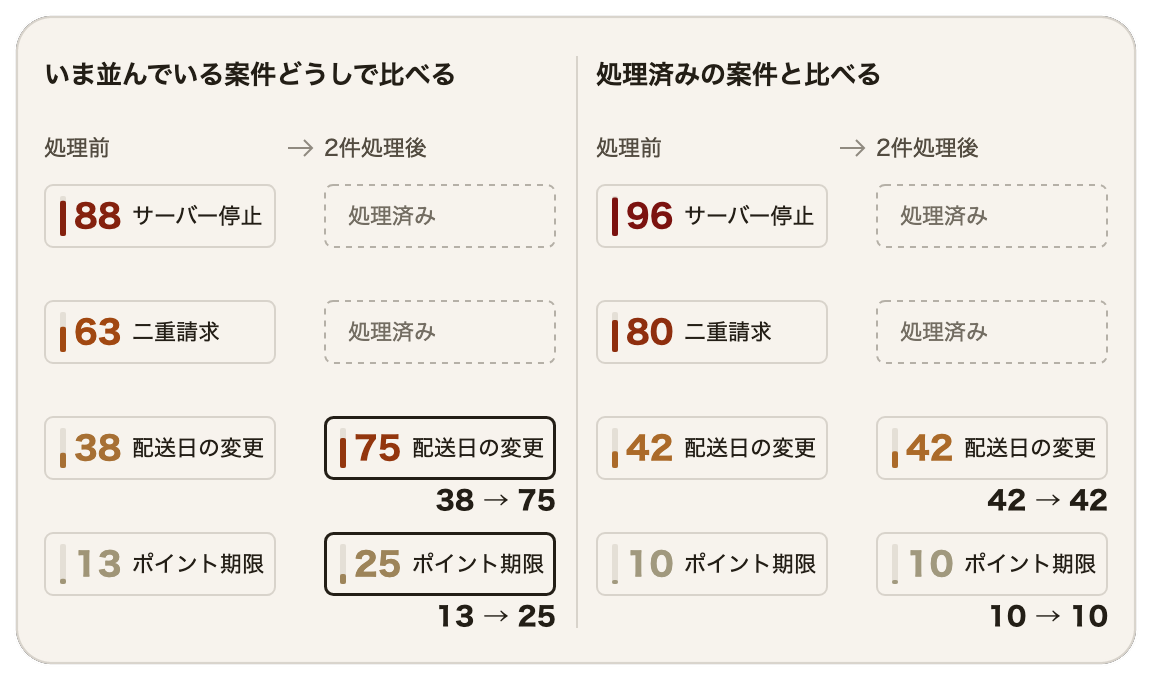 いま並んでいる案件どうしで比べる
処理前 → 2件処理後
88 サーバー停止
処理済み
63 二重請求
処理済み
38 配送日の変更
75 配送日の変更
38 → 75
13 ポイント期限
25 ポイント期限
13 → 25
処理済みの案件と比べる
処理前 → 2件処理後
96 サーバー停止
処理済み
80 二重請求
処理済み
42 配送日の変更
42 配送日の変更
42 → 42
10 ポイント期限
10 ポイント期限
10 → 10